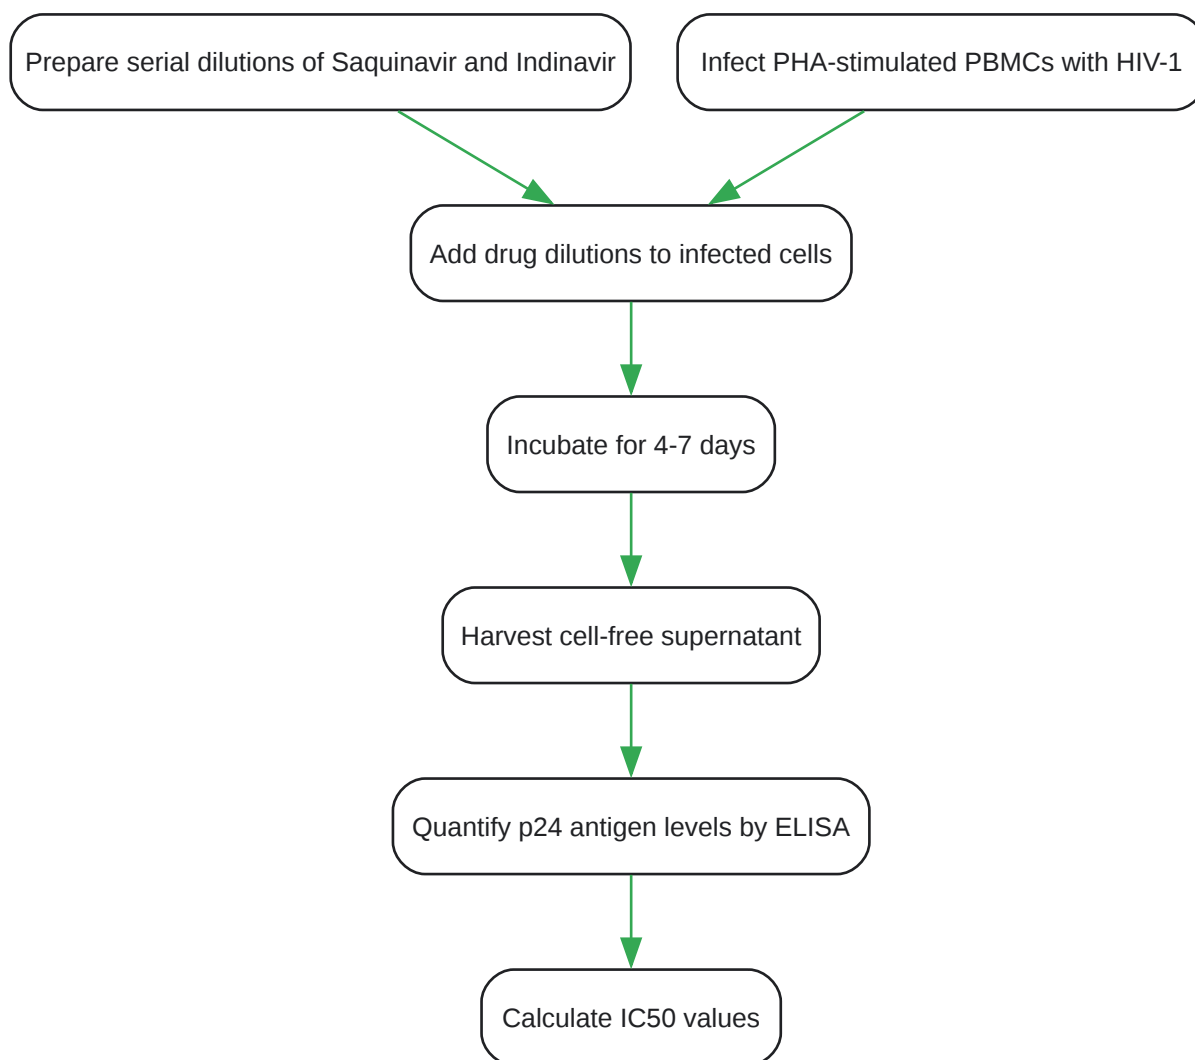 Prepare serial dilutions of Saquinavir and Indinavir
Infect PHA-stimulated PBMCs with HIV-1
Add drug dilutions to infected cells
Incubate for 4-7 days
Harvest cell-free supernatant
Quantify p24 antigen levels by ELISA
Calculate IC50 values